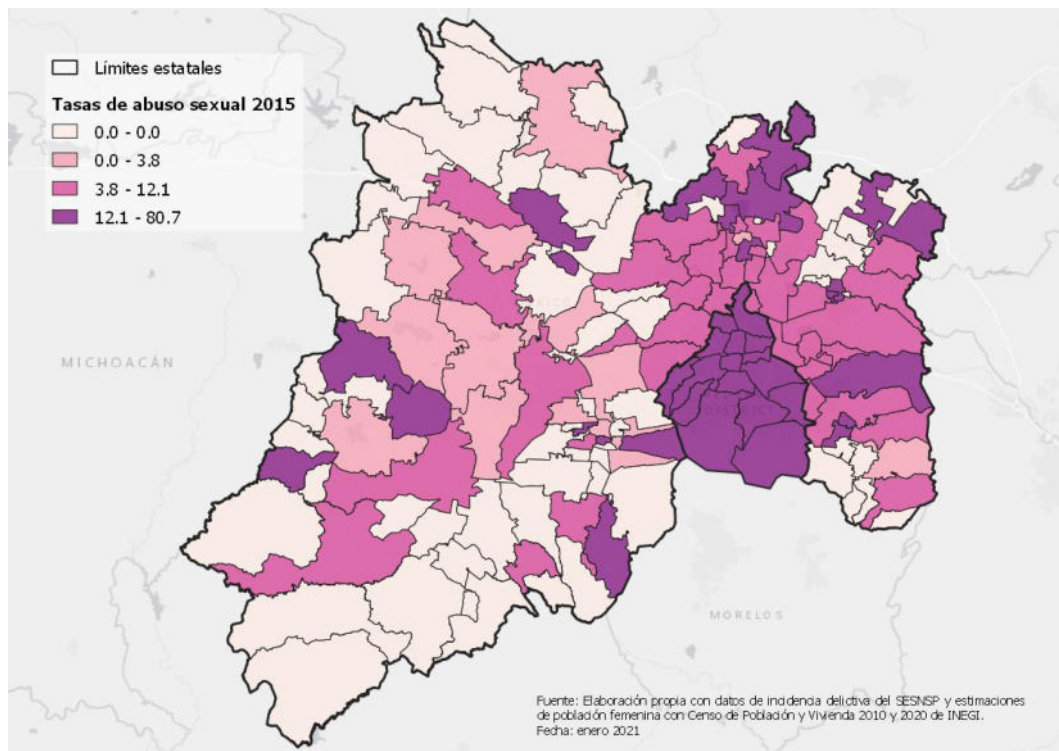 Límites estatales
Tasas de abuso sexual 2015
0.0 - 0.0
0.0 - 3.8
3.8 - 12.1
12.1 - 80.7
MICHOACÁN
MORELOS
Fuente: Elaboración propia con datos de incidencia delictiva del SESNSP y estimaciones
de población femenina con Censo de Población y Vivienda 2010 y 2020 de INEGI.
Fecha: enero 2021